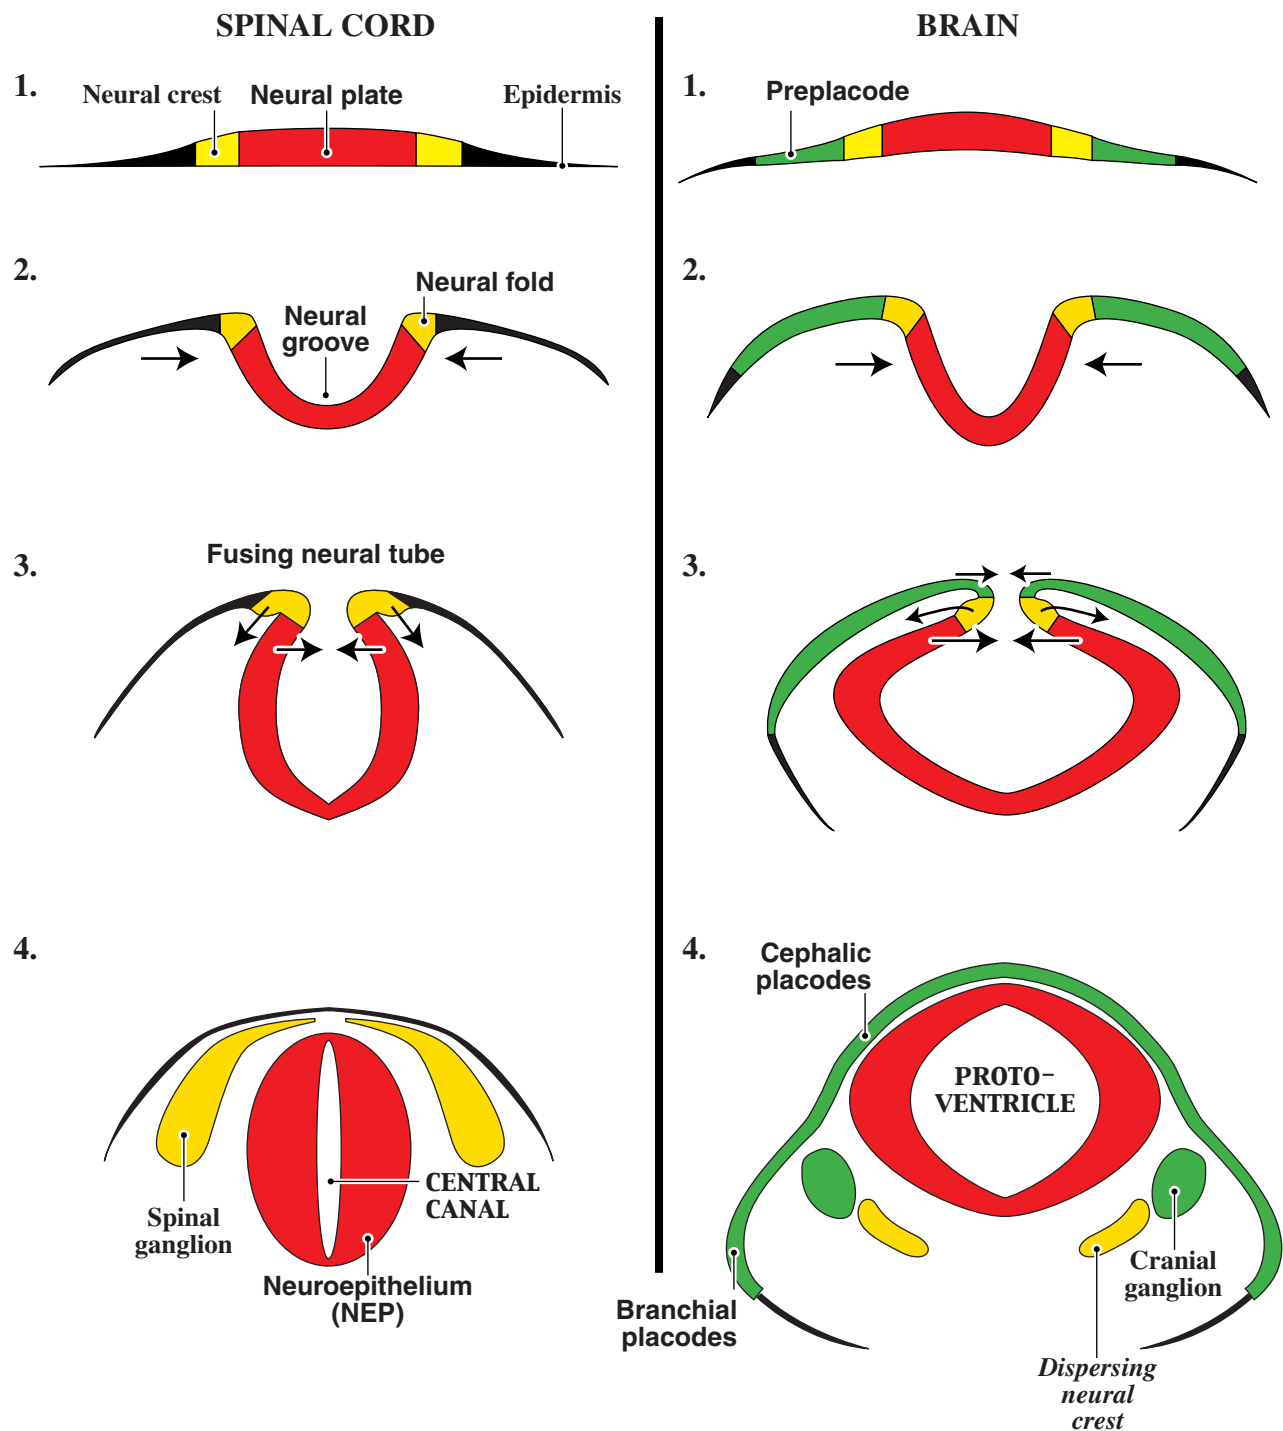 SPINAL CORD
1.
Neural crest
Neural plate
Epidermis
2.
Neural fold
Neural
groove
3.
Fusing neural tube
4.
Spinal
ganglion
CENTRAL
CANAL
Neuroepithelium
(NEP)
BRAIN
1.
Preplacode
2.
3.
4.
Cephalic
placodes
PROTO-
VENTRICLE
Branchial
placodes
Cranial
ganglion
Dispersing
neural
crest